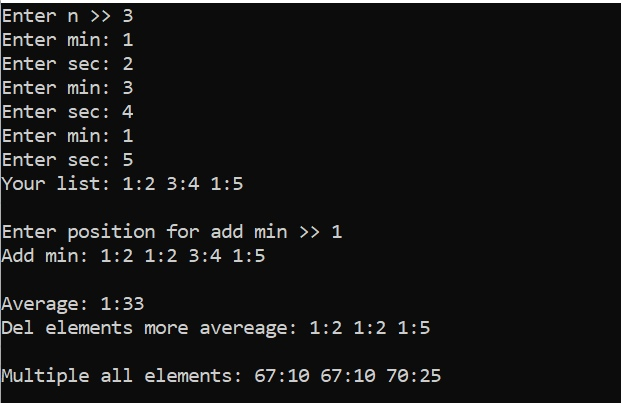 Enter n >> 3
Enter min: 1
Enter sec: 2
Enter min: 3
Enter sec: 4
Enter min: 1
Enter sec: 5
Your list: 1:2 3:4 1:5
Enter position for add min >> 1
Add min: 1:2 1:2 3:4 1:5
Average: 1:33
Del elements more avereage: 1:2 1:2 1:5
Multiple all elements: 67:10 67:10 70:25